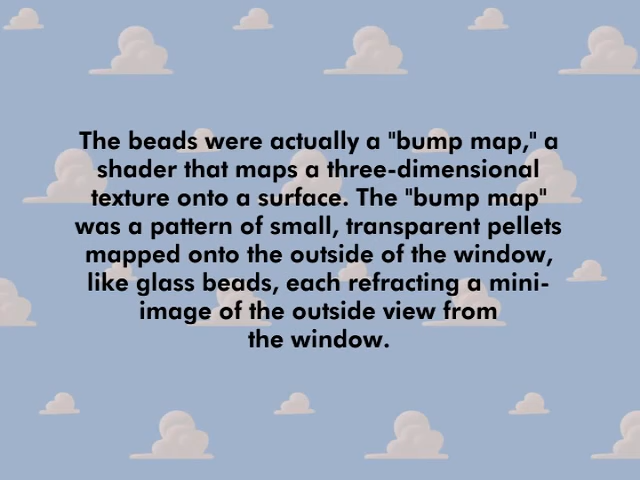 The beads were actually a "bump map," a
shader that maps a three-dimensional
texture onto a surface. The "bump map"
was a pattern of small, transparent pellets
mapped onto the outside of the window,
like glass beads, each refracting a mini-
image of the outside view from
the window.